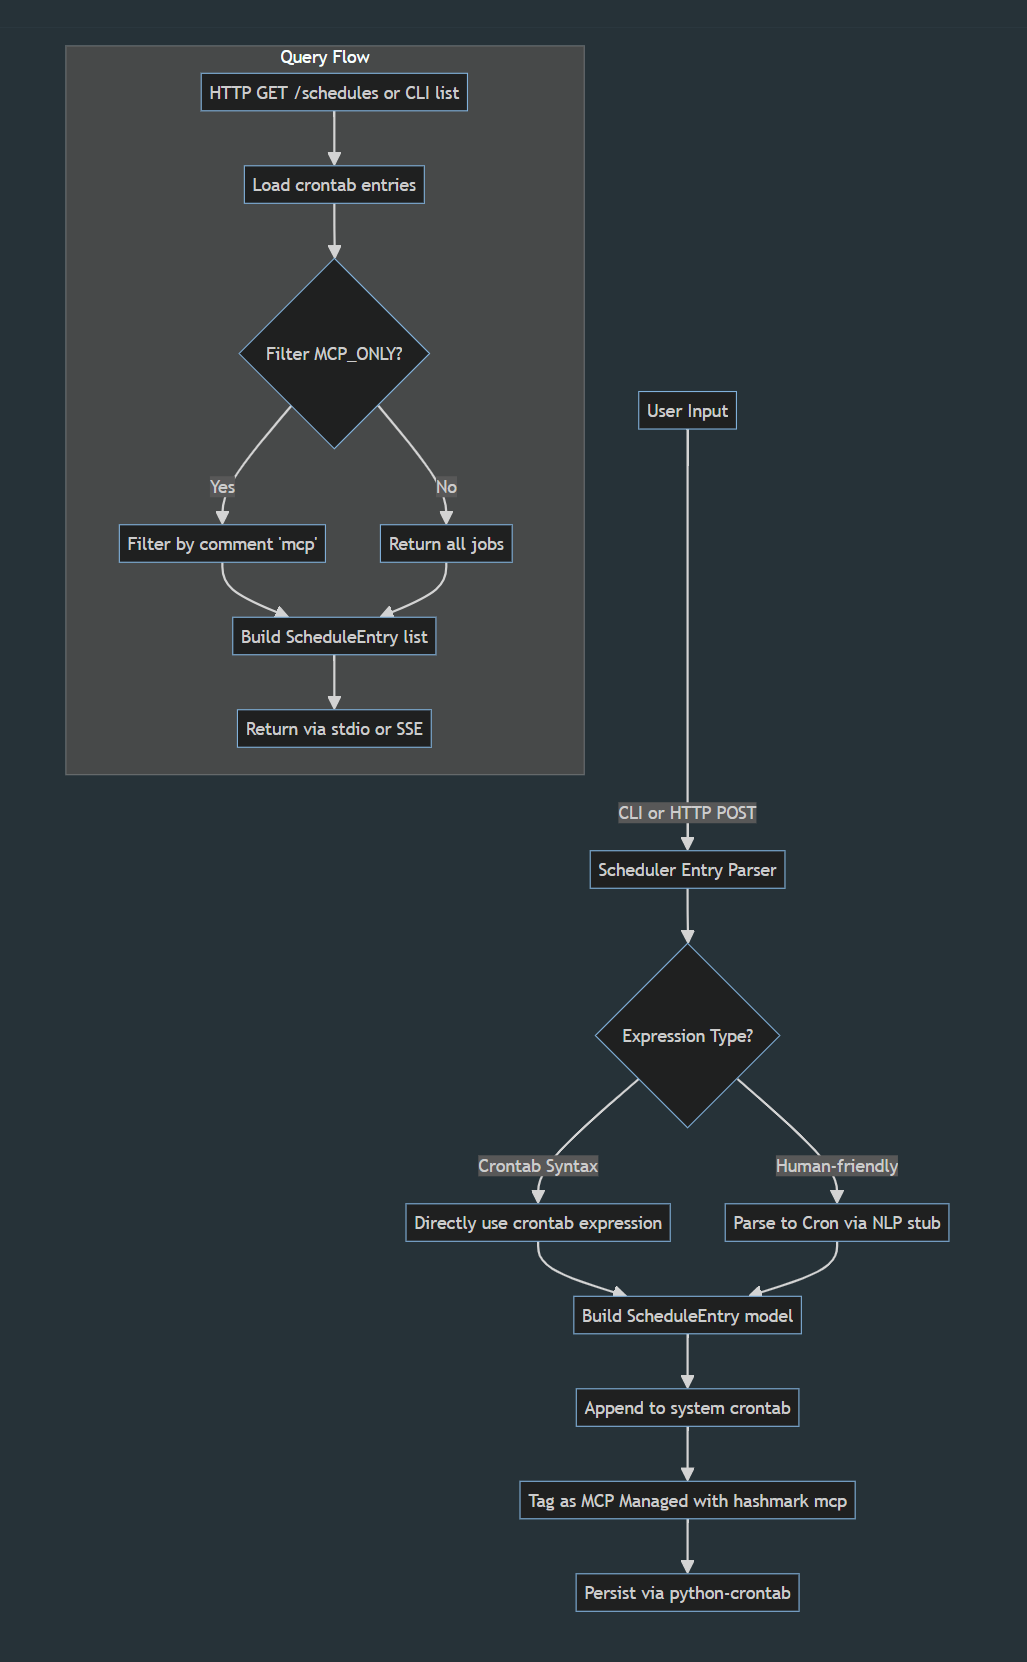 Query Flow
HTTP GET /schedules or CLI list
Load crontab entries
Filter MCP_ONLY?
Yes
No
Filter by comment 'mcp'
Return all jobs
Build ScheduleEntry list
Return via stdio or SSE
User Input
CLI or HTTP POST
Scheduler Entry Parser
Expression Type?
Crontab Syntax
Human-friendly
Directly use crontab expression
Parse to Cron via NLP stub
Build ScheduleEntry model
Append to system crontab
Tag as MCP Managed with hashmark mcp
Persist via python-crontab